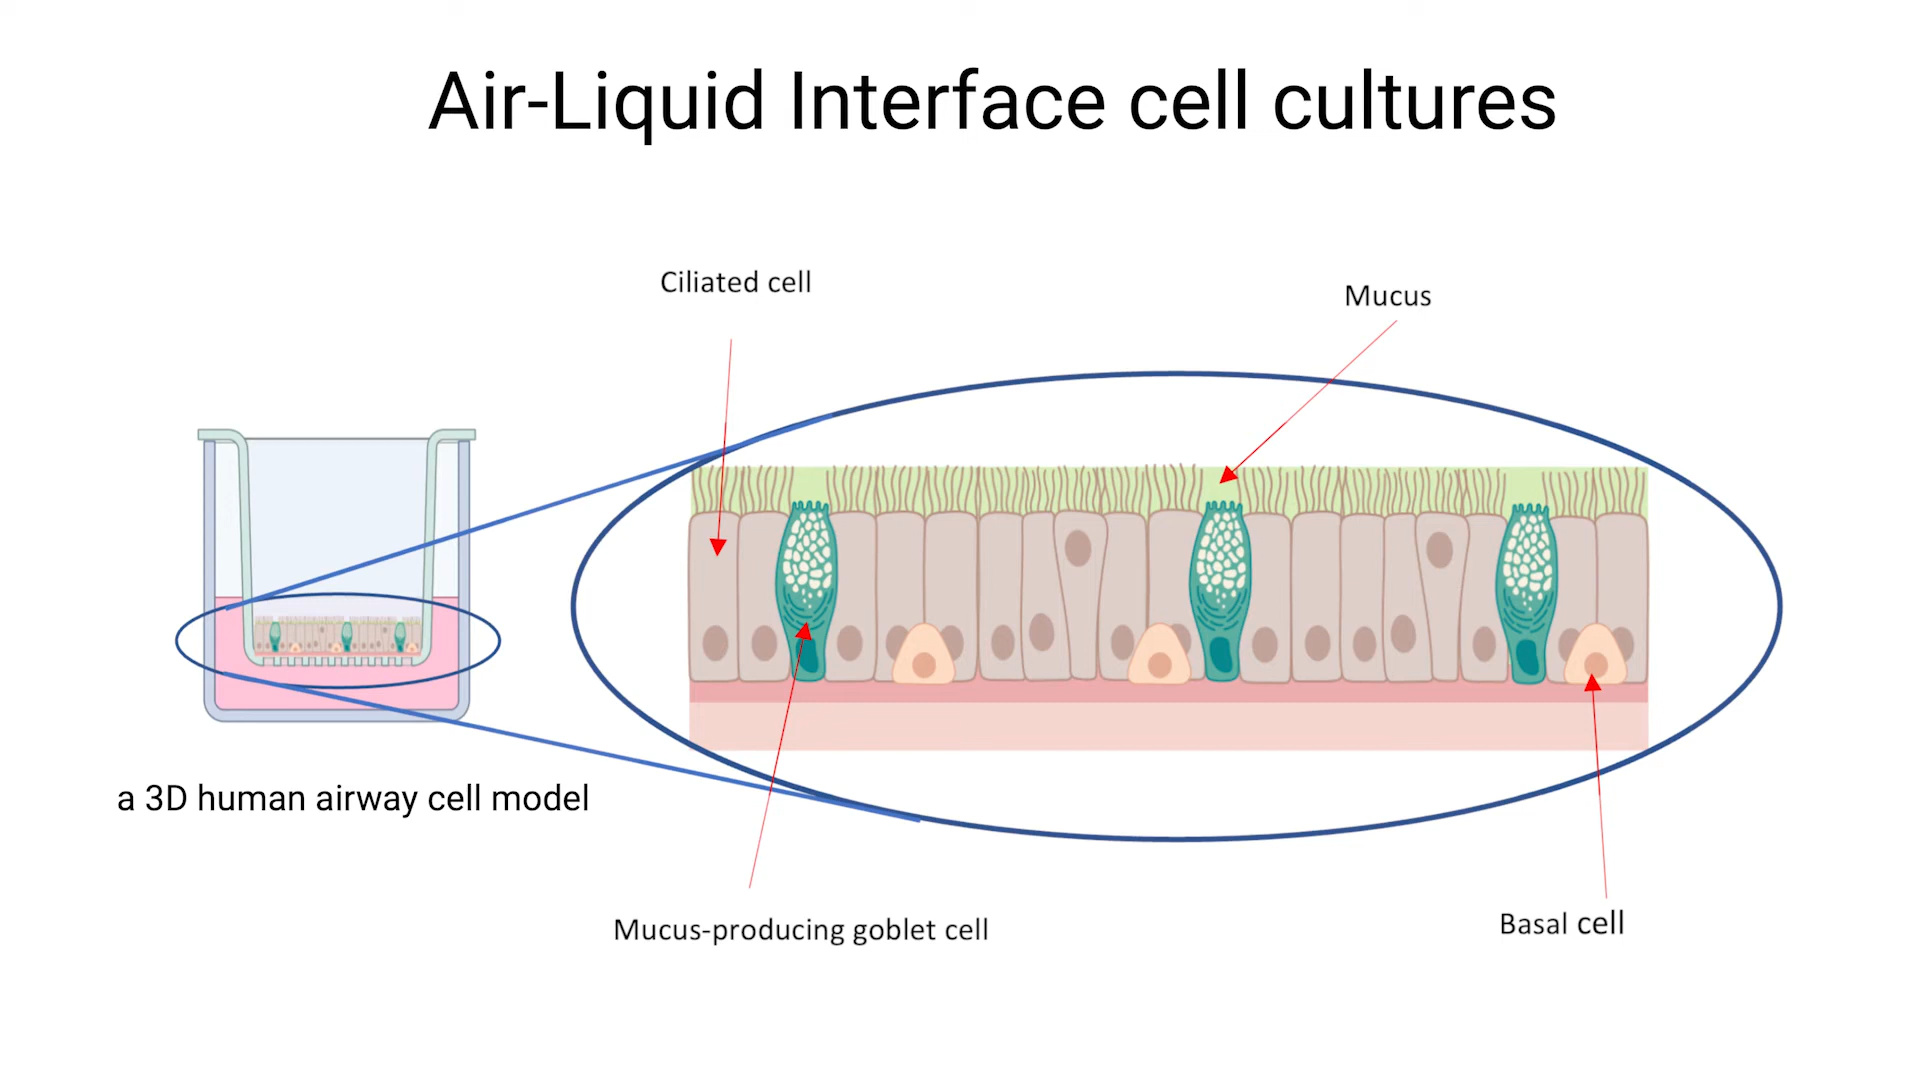 Air-Liquid Interface cell cultures
Ciliated cell
Mucus
a 3D human airway cell model
Mucus-producing goblet cell
Basal cell